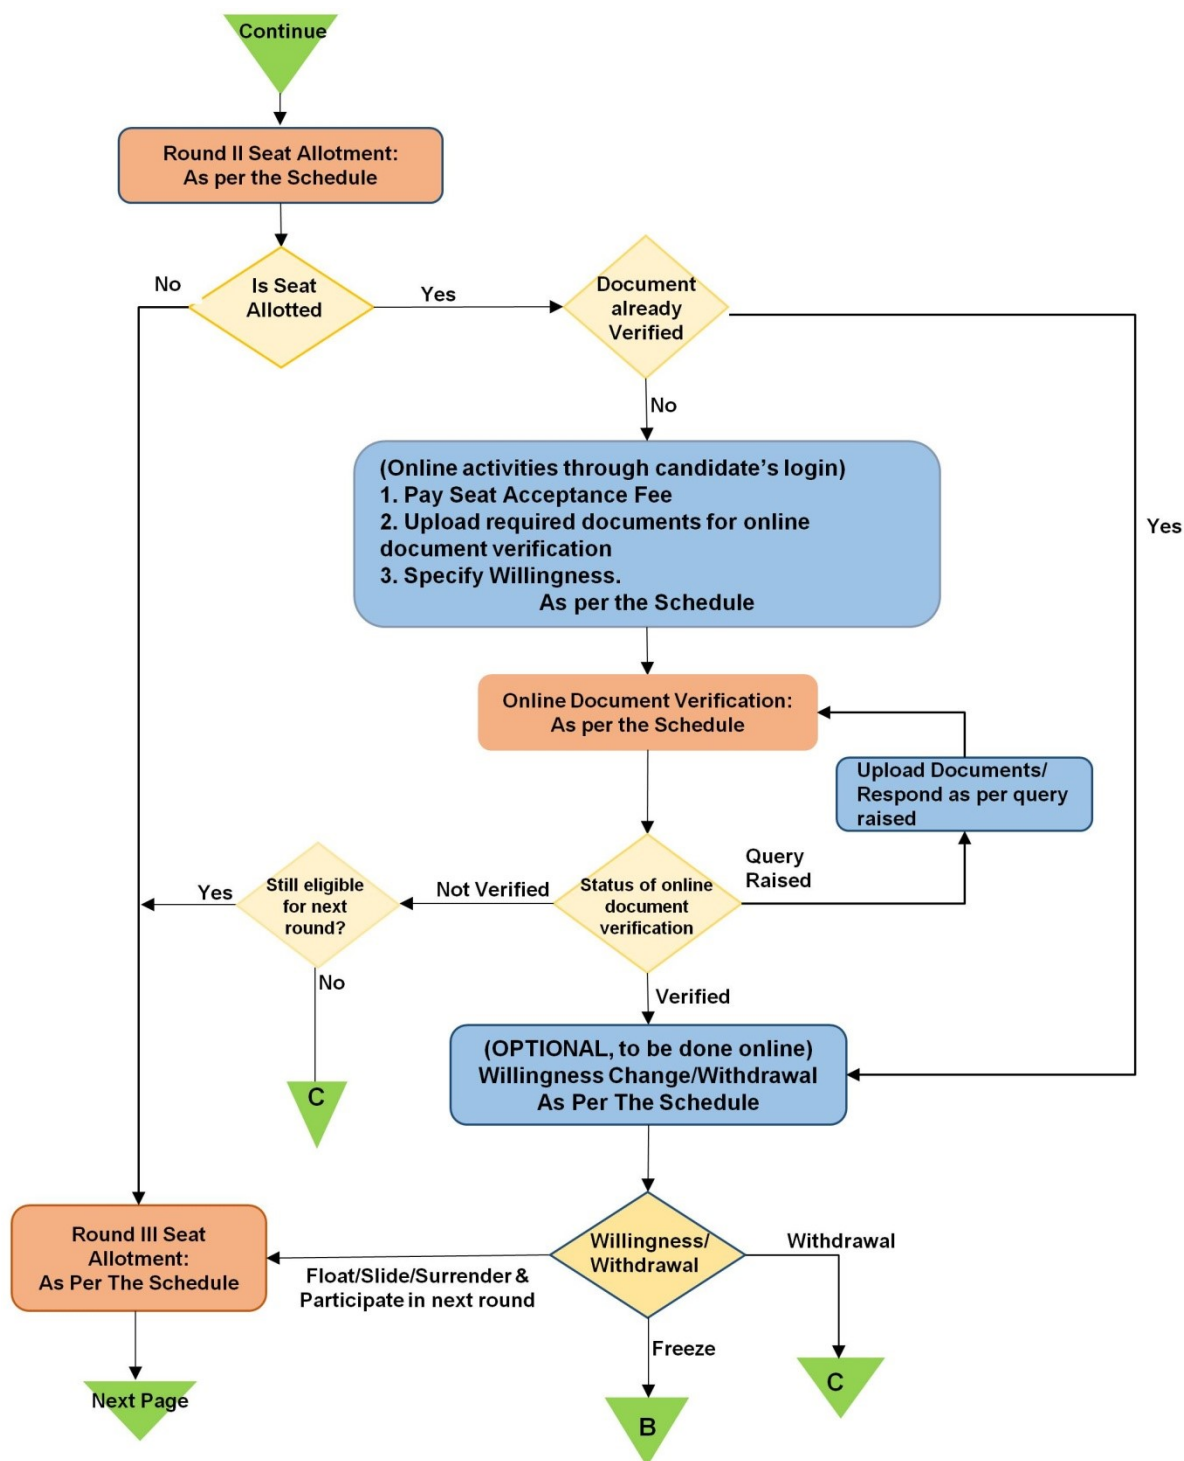 Continue
Round II Seat Allotment:
As per the Schedule
No
Is Seat
Allotted
Yes
Document
already
Verified
No
Yes
(Online activities through candidate's login)
1. Pay Seat Acceptance Fee
2. Upload required documents for online
document verification
3. Specify Willingness.
As per the Schedule
Online Document Verification:
As per the Schedule
Upload Documents/
Respond as per query
raised
Query
Raised
Status of online
document
verification
Not Verified
Still eligible
for next
round?
Yes
No
C
Verified
(OPTIONAL, to be done online)
Willingness Change/Withdrawal
As Per The Schedule
Willingness/
Withdrawal
Withdrawal
C
Float/Slide/Surrender &
Participate in next round
Round III Seat
Allotment:
As Per The Schedule
Next Page
Freeze
B